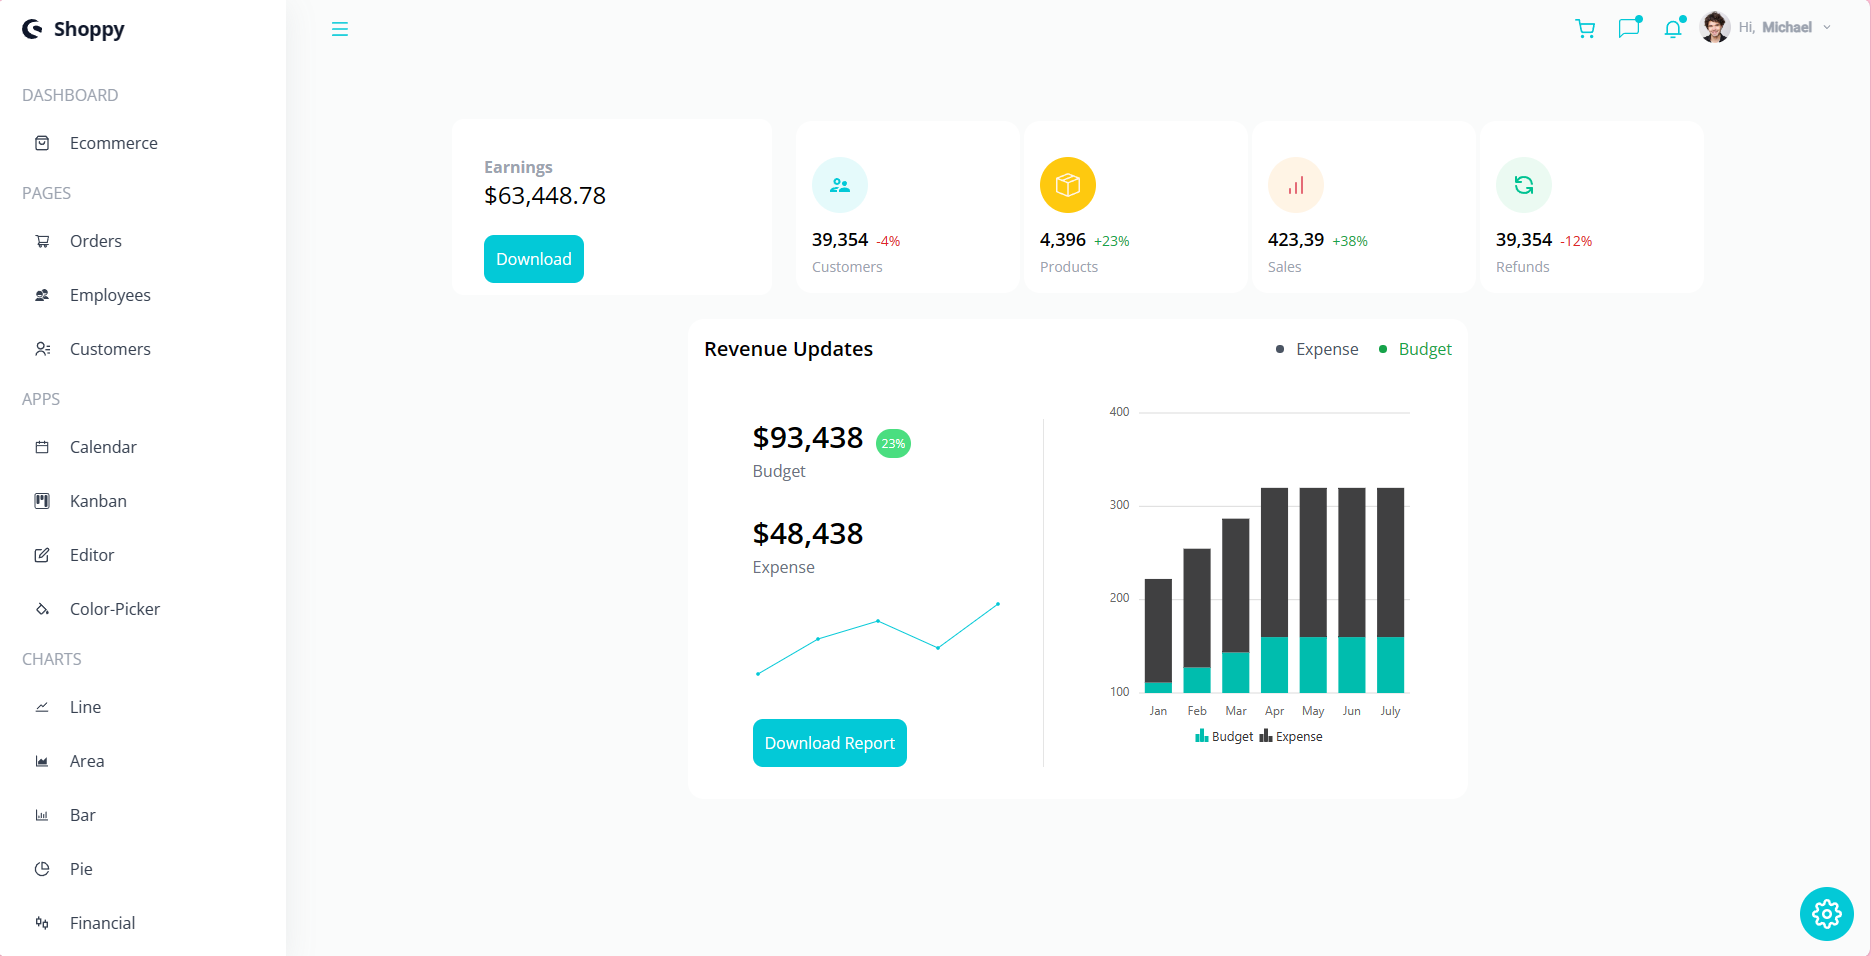 Shoppy
Hi, Michael
DASHBOARD
Ecommerce
PAGES
Orders
Employees
Customers
APPS
Calendar
Kanban
Editor
Color-Picker
CHARTS
Line
Area
Bar
Pie
Financial
Earnings
$63,448.78
Download
39,354 -4%
Customers
4,396 +23%
Products
423,39 +38%
Sales
39,354 -12%
Refunds
Revenue Updates
Expense Budget
$93,438 23%
Budget
$48,438
Expense
Download Report
400
300
200
100
Jan Feb Mar Apr May Jun July
Budget Expense